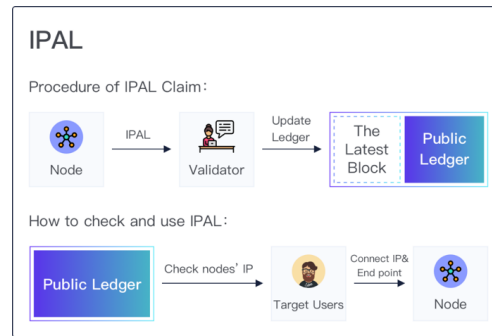 IPAL
Procedure of IPAL Claim:
Node
IPAL
Validator
Update
Ledger
The
Latest
Block
Public
Ledger
How to check and use IPAL:
Public Ledger
Check nodes' IP
Target Users
Connect IP&
End point
Node